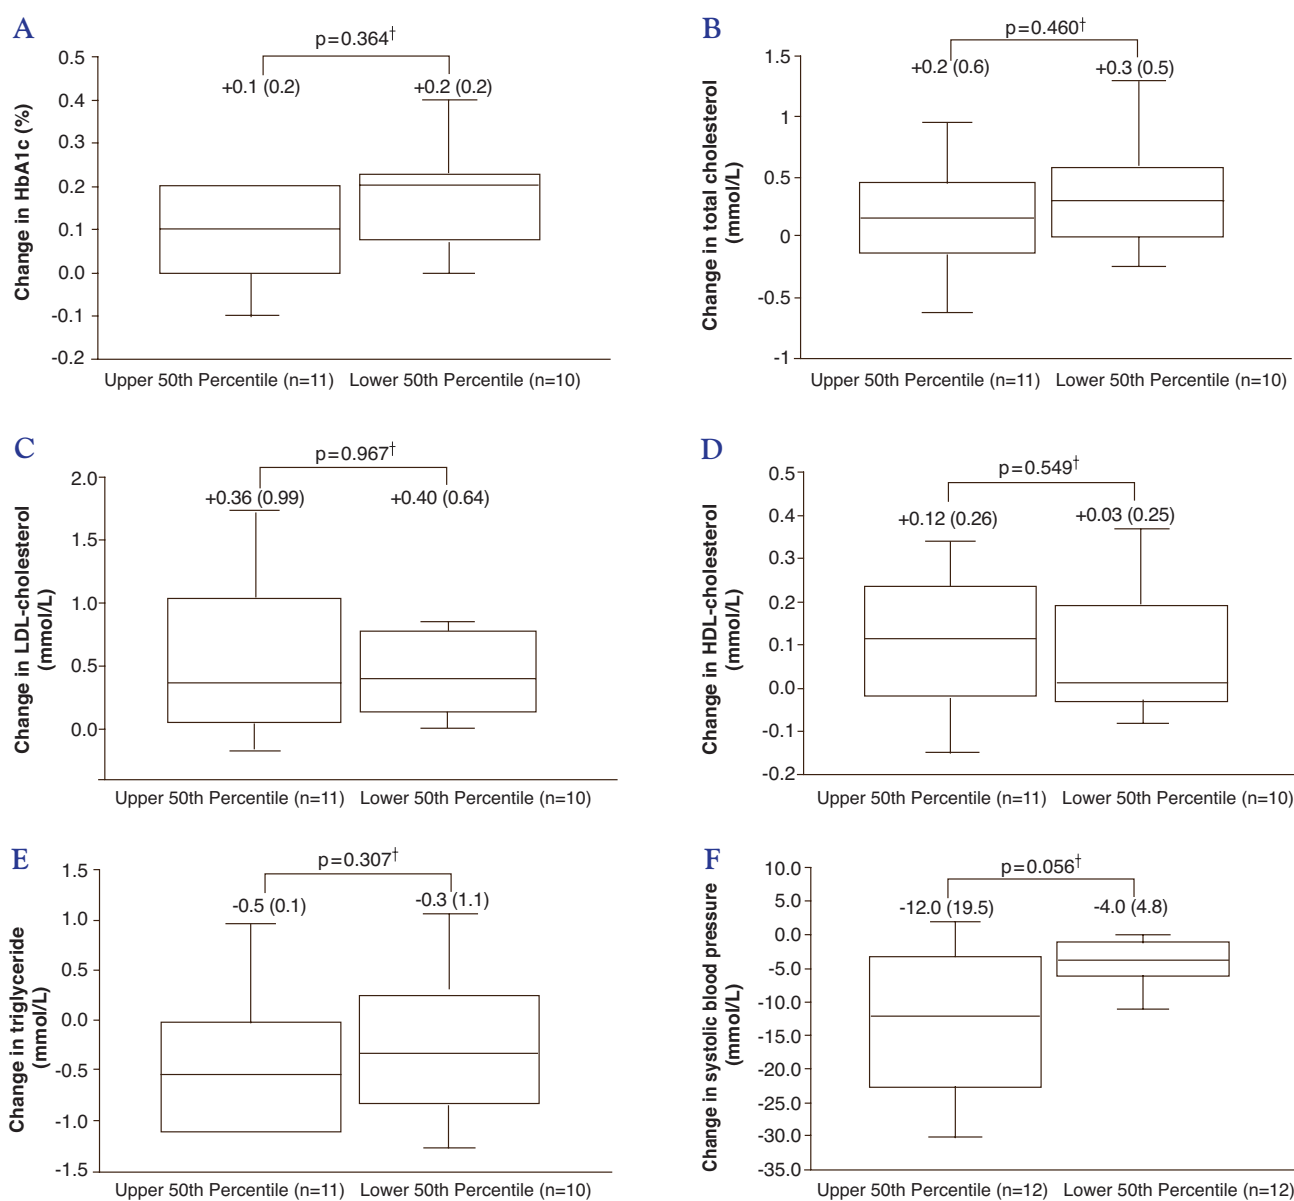 A
p=0.364†
0.5
+0.1 (0.2)
+0.2 (0.2)
0.4
0.3
0.2
0.1
0.0
-0.1
-0.2
Change in HbA1c (%)
Upper 50th Percentile (n=11)
Lower 50th Percentile (n=10)
B
p=0.460†
1.5
+0.2 (0.6)
+0.3 (0.5)
1
0.5
0
-0.5
-1
Change in total cholesterol
(mmol/L)
Upper 50th Percentile (n=11)
Lower 50th Percentile (n=10)
C
p=0.967†
2.0
+0.36 (0.99)
+0.40 (0.64)
1.5
1.0
0.5
0.0
Change in LDL-cholesterol
(mmol/L)
Upper 50th Percentile (n=11)
Lower 50th Percentile (n=10)
D
p=0.549†
0.5
+0.12 (0.26)
+0.03 (0.25)
0.4
0.3
0.2
0.1
0.0
-0.1
-0.2
Change in HDL-cholesterol
(mmol/L)
Upper 50th Percentile (n=11)
Lower 50th Percentile (n=10)
E
p=0.307†
1.5
-0.5 (0.1)
-0.3 (1.1)
1.0
0.5
0.0
-0.5
-1.0
-1.5
Change in triglyceride
(mmol/L)
Upper 50th Percentile (n=11)
Lower 50th Percentile (n=10)
F
p=0.056†
10.0
5.0
-12.0 (19.5)
-4.0 (4.8)
0.0
-5.0
-10.0
-15.0
-20.0
-25.0
-30.0
-35.0
Change in systolic blood pressure
(mmol/L)
Upper 50th Percentile (n=12)
Lower 50th Percentile (n=12)